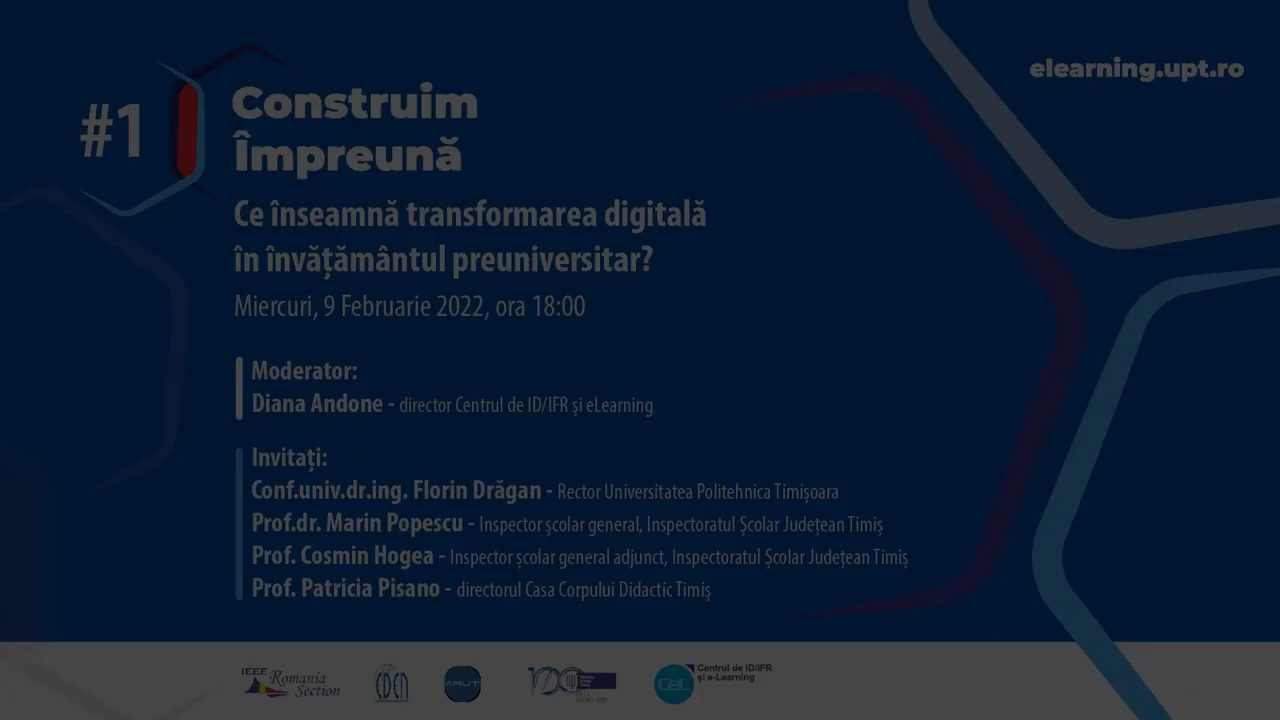 elearning.upt.ro
#1
Construim
Împreună
Ce înseamnă transformarea digitală
în învățământul preuniversitar?
Miercuri, 9 Februarie 2022, ora 18:00
Moderator:
Diana Andone - director Centrul de ID/IFR și eLearning
Invitați:
Conf.univ.dr.ing. Florin Drăgan - Rector Universitatea Politehnica Timișoara
Prof.dr. Marin Popescu - Inspector școlar general, Inspectoratul Școlar Județean Timiș
Prof. Cosmin Hogea - Inspector școlar general adjunct, Inspectoratul Școlar Județean Timiș
Prof. Patricia Pisano - directorul Casa Corpului Didactic Timiș
IEEE
Romania
Section
EDEN
ARUT
100
CeL
Centrul de ID/IFR
și e-Learning